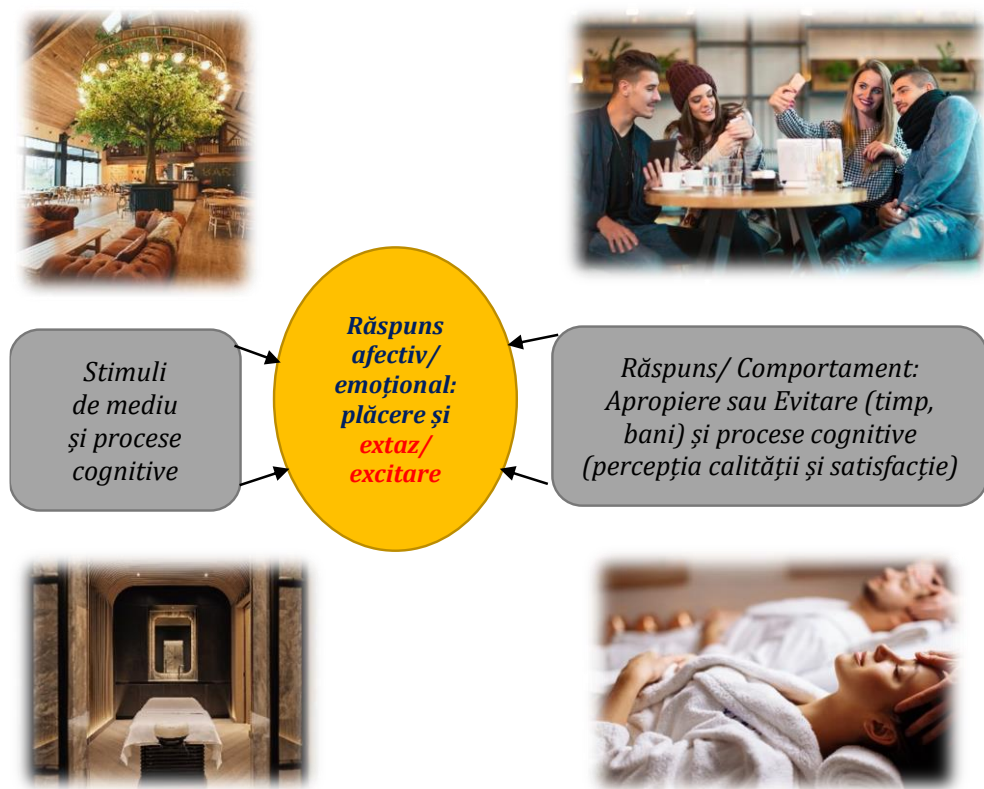 Stimuli
de mediu
și procese
cognitive
Răspuns
afectiv/
emoțional:
plăcere și
extaz/
excitare
Răspuns/ Comportament:
Apropiere sau Evitare (timp,
bani) și procese cognitive
(percepția calității și satisfacție)